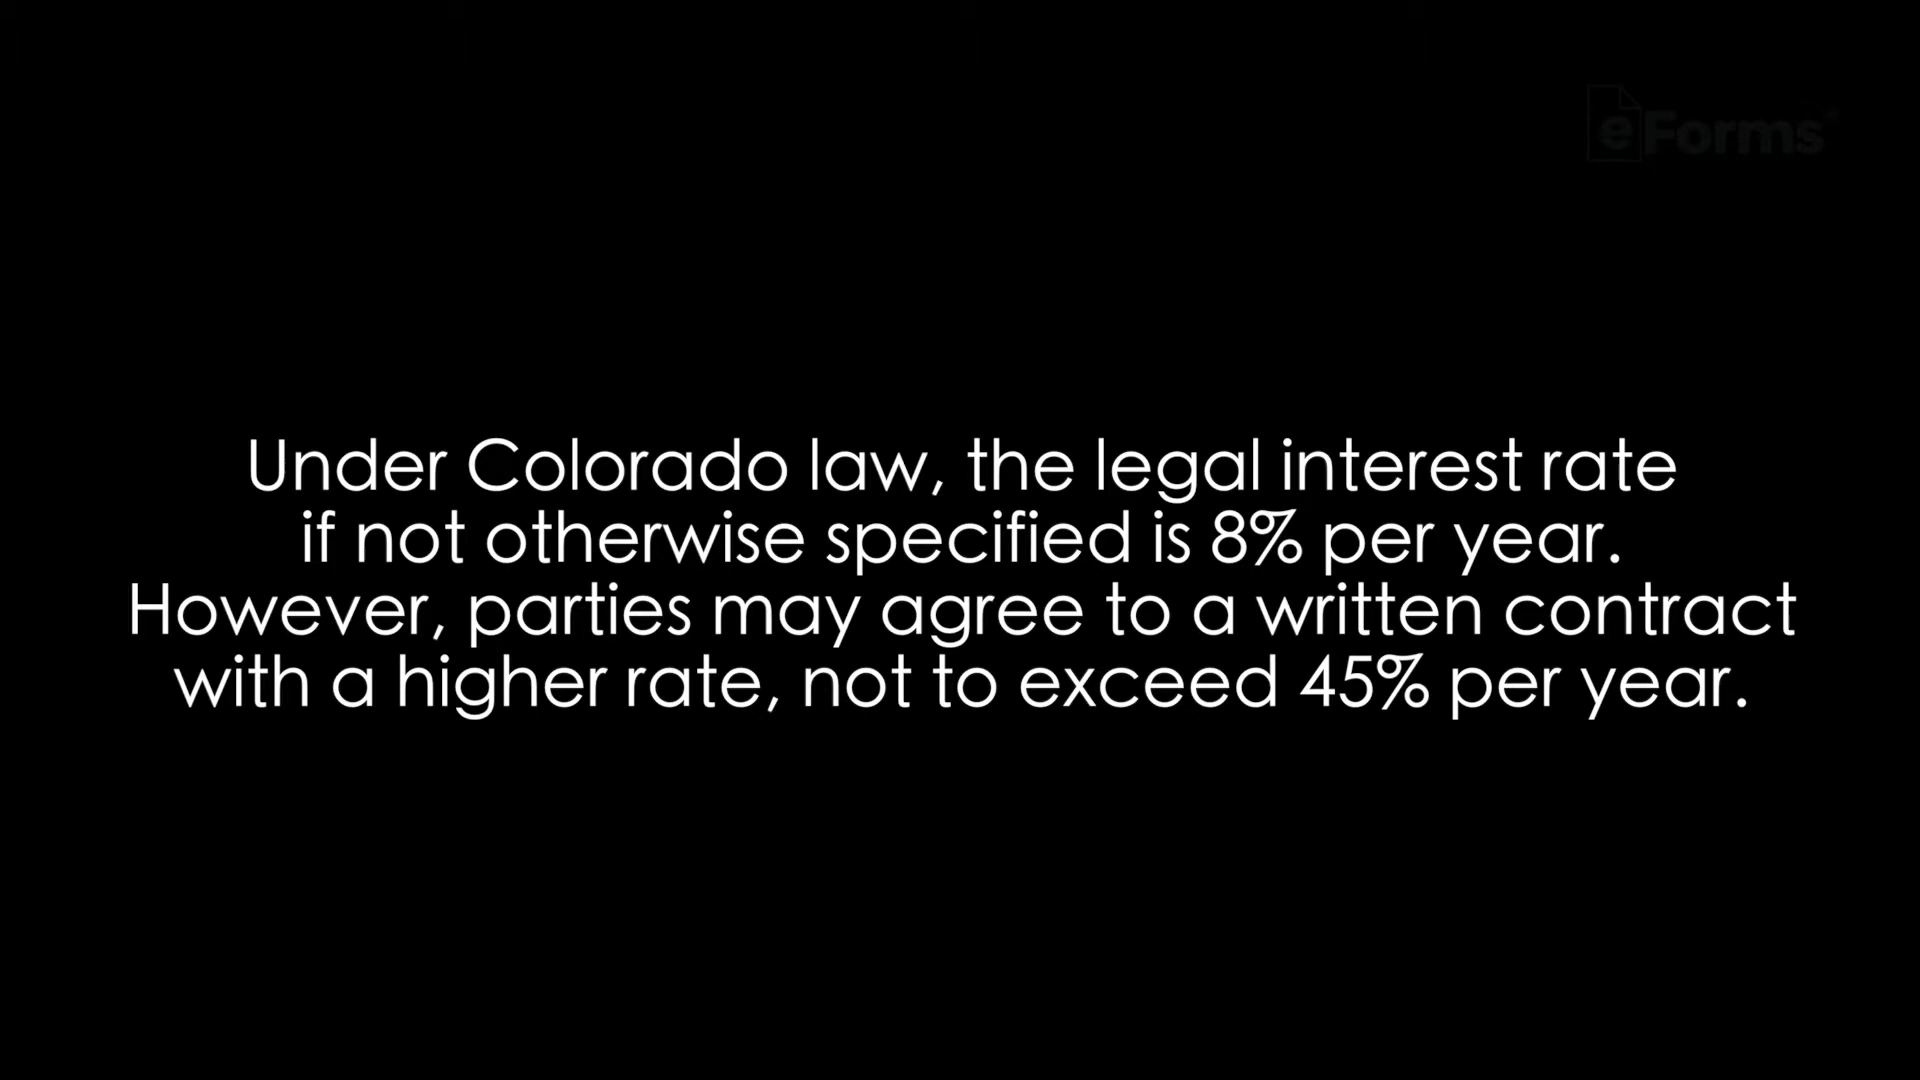 eForms
Under Colorado law, the legal interest rate
if not otherwise specified is 8% per year.
However, parties may agree to a written contract
with a higher rate, not to exceed 45% per year.